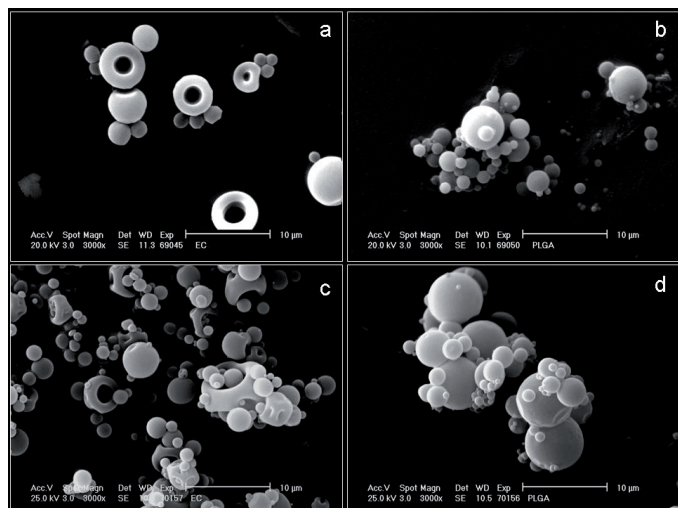 a
Acc.V Spot Magn Det WD Exp 10 μm
20.0 kV 3.0 3000x SE 11.3 69045 EC
b
Acc.V Spot Magn Det WD Exp 10 μm
20.0 kV 3.0 3000x SE 10.1 69050 PLGA
c
Acc.V Spot Magn Det WD Exp 10 μm
25.0 kV 3.0 3000x SE EC
d
Acc.V Spot Magn Det WD Exp 10 μm
25.0 kV 3.0 3000x SE 10.5 70156 PLGA